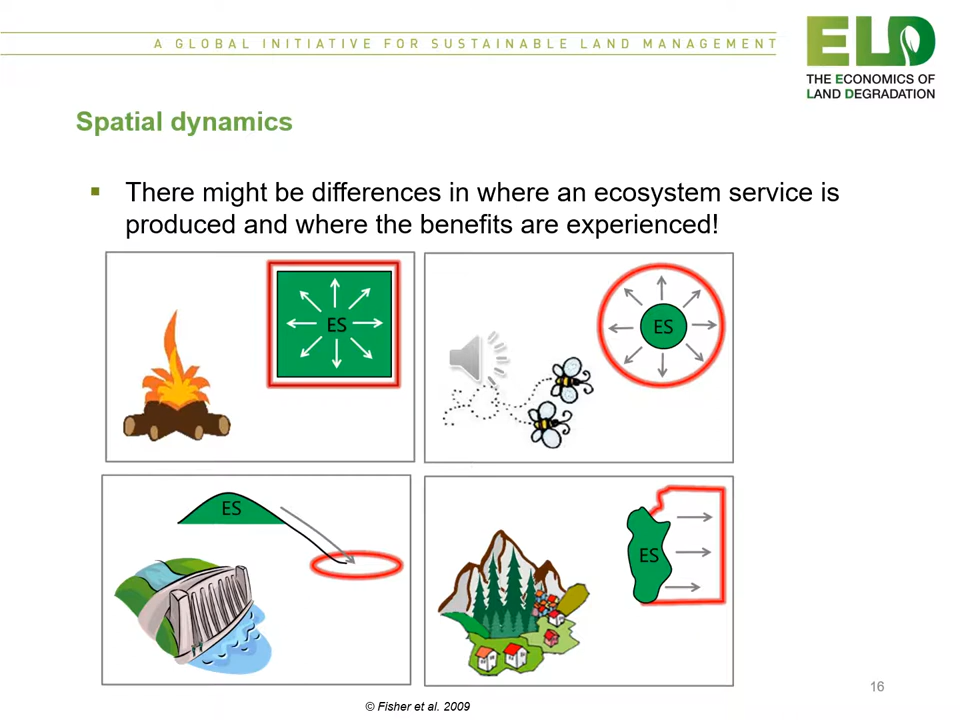 A GLOBAL INITIATIVE FOR SUSTAINABLE LAND MANAGEMENT
ELD
THE ECONOMICS OF
LAND DEGRADATION
Spatial dynamics
▪ There might be differences in where an ecosystem service is
produced and where the benefits are experienced!
ES
ES
ES
ES
16
© Fisher et al. 2009